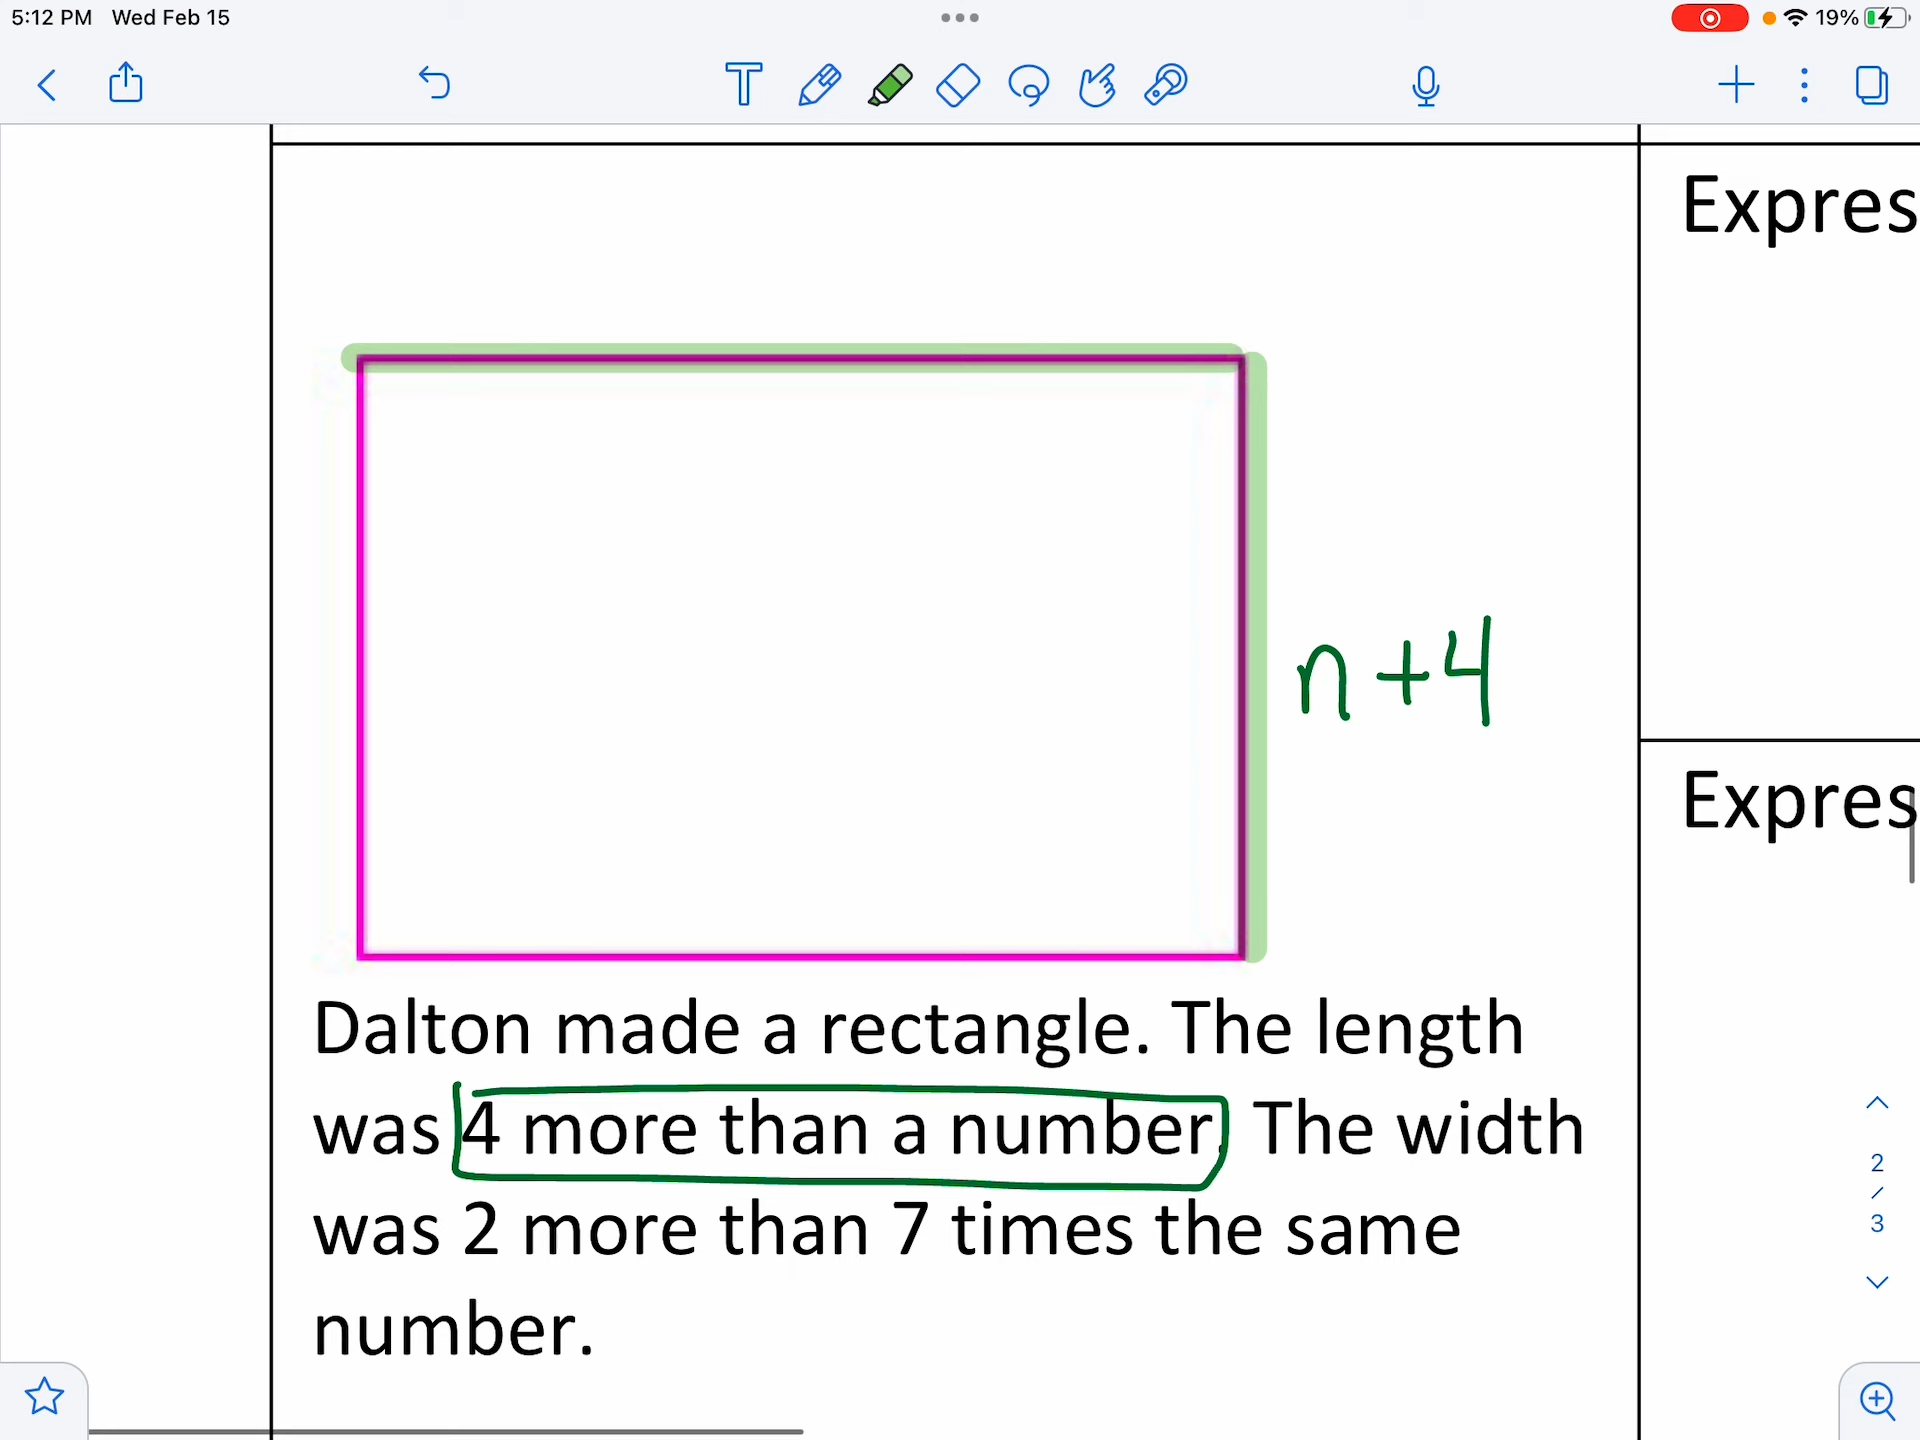 5:12 PM Wed Feb 15
19%
T
Expres
n+4
Expres
Dalton made a rectangle. The length
was 4 more than a number. The width
was 2 more than 7 times the same
number.
2
/
3